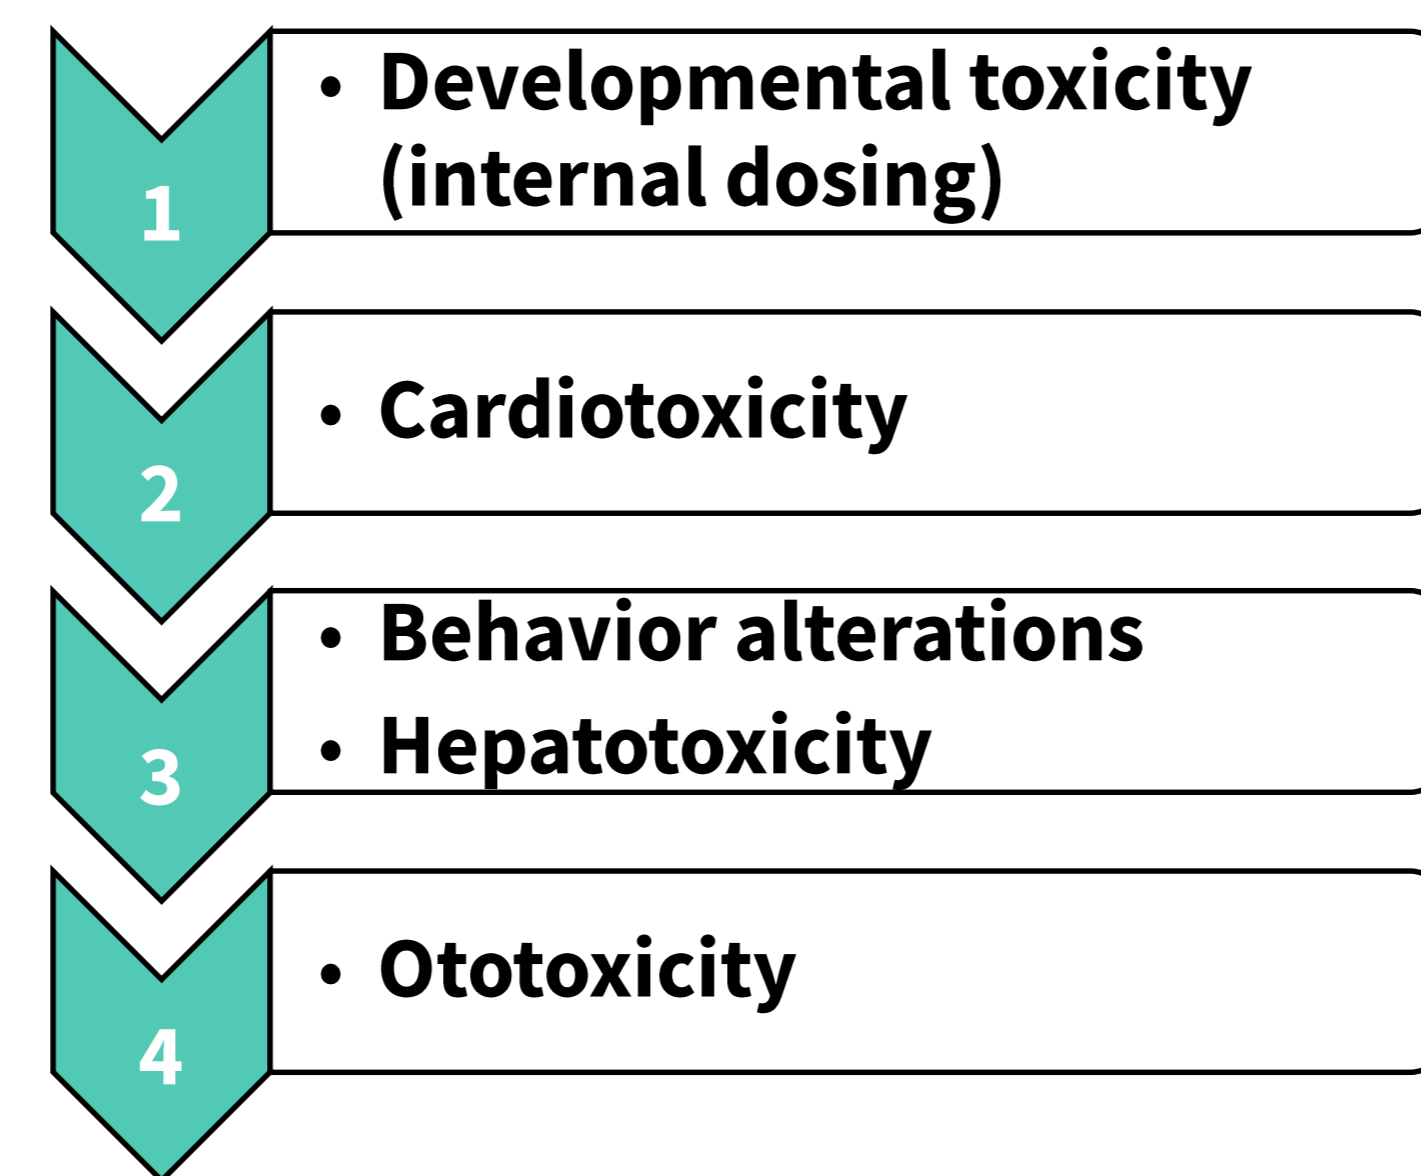 1
• Developmental toxicity
(internal dosing)
2
• Cardiotoxicity
3
• Behavior alterations
• Hepatotoxicity
4
• Ototoxicity